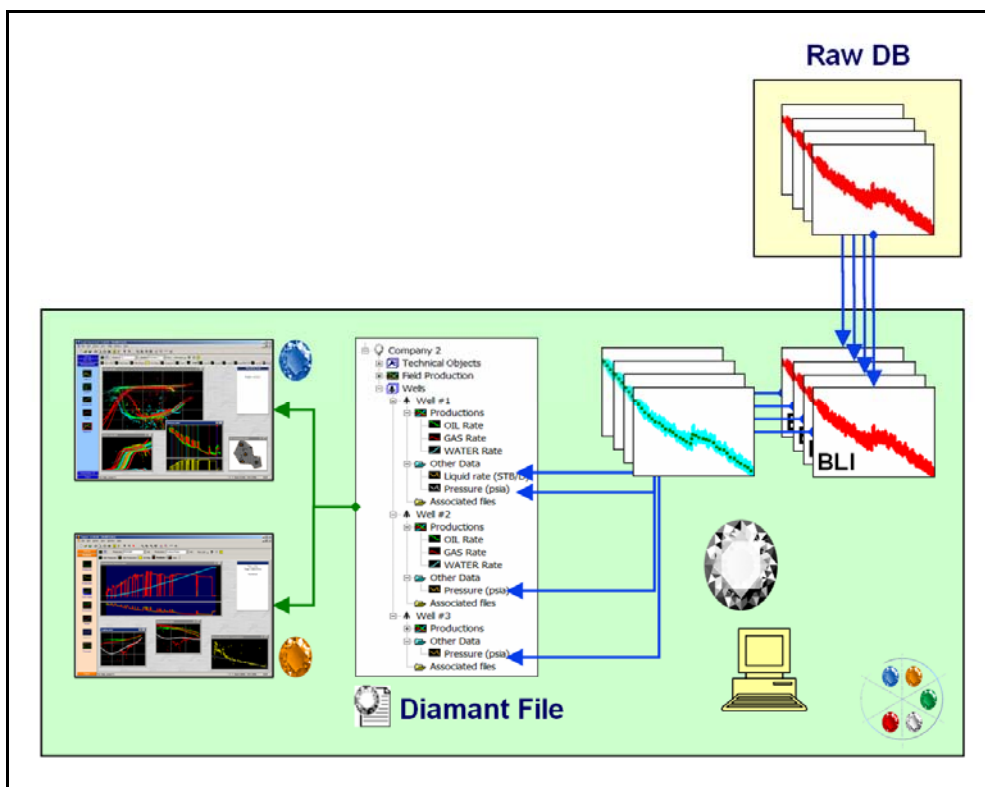 Raw DB
Company 2
Technical Objects
Field Production
Wells
Well #1
Productions
OIL Rate
GAS Rate
WATER Rate
Other Data
Liquid rate (STB/D)
Pressure (psia)
Associated files
Well #2
Productions
OIL Rate
GAS Rate
WATER Rate
Other Data
Pressure (psia)
Associated files
Well #3
Productions
Other Data
Pressure (psia)
Associated files
BLI
Diamant File